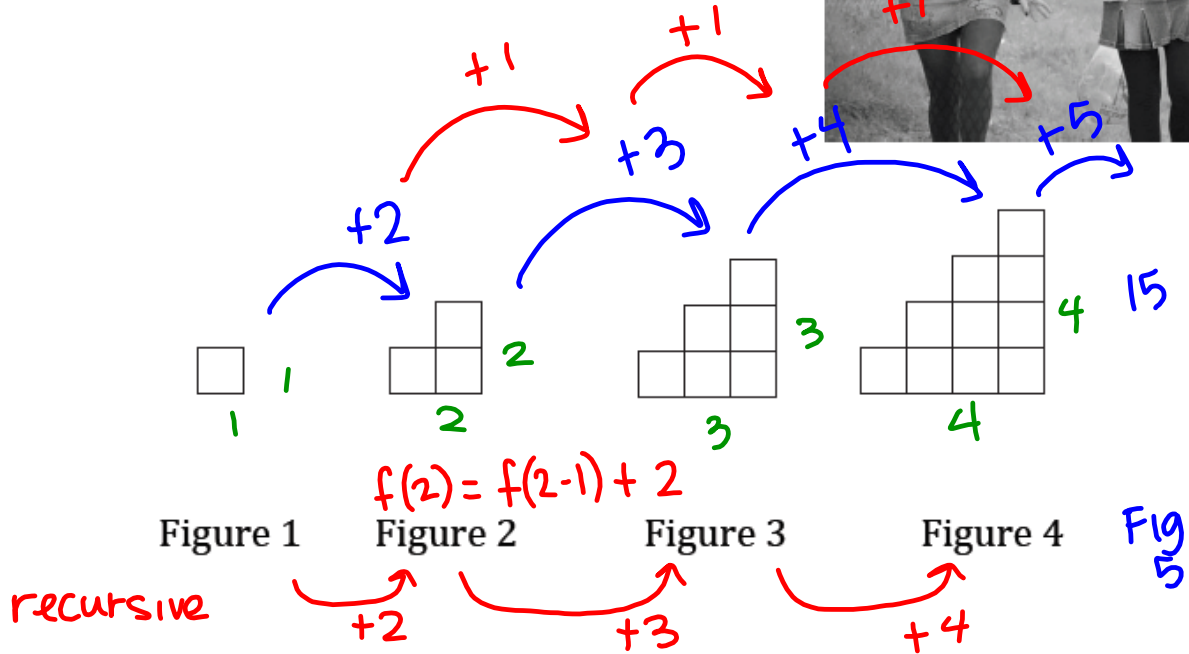 +1
+1 +1
+2 +3 +4 +5
1 2 3 4 15
1 2 3 4
f(2) = f(2-1) + 2
Figure 1 Figure 2 Figure 3 Figure 4 Fig
5
recursive +2 +3 +4